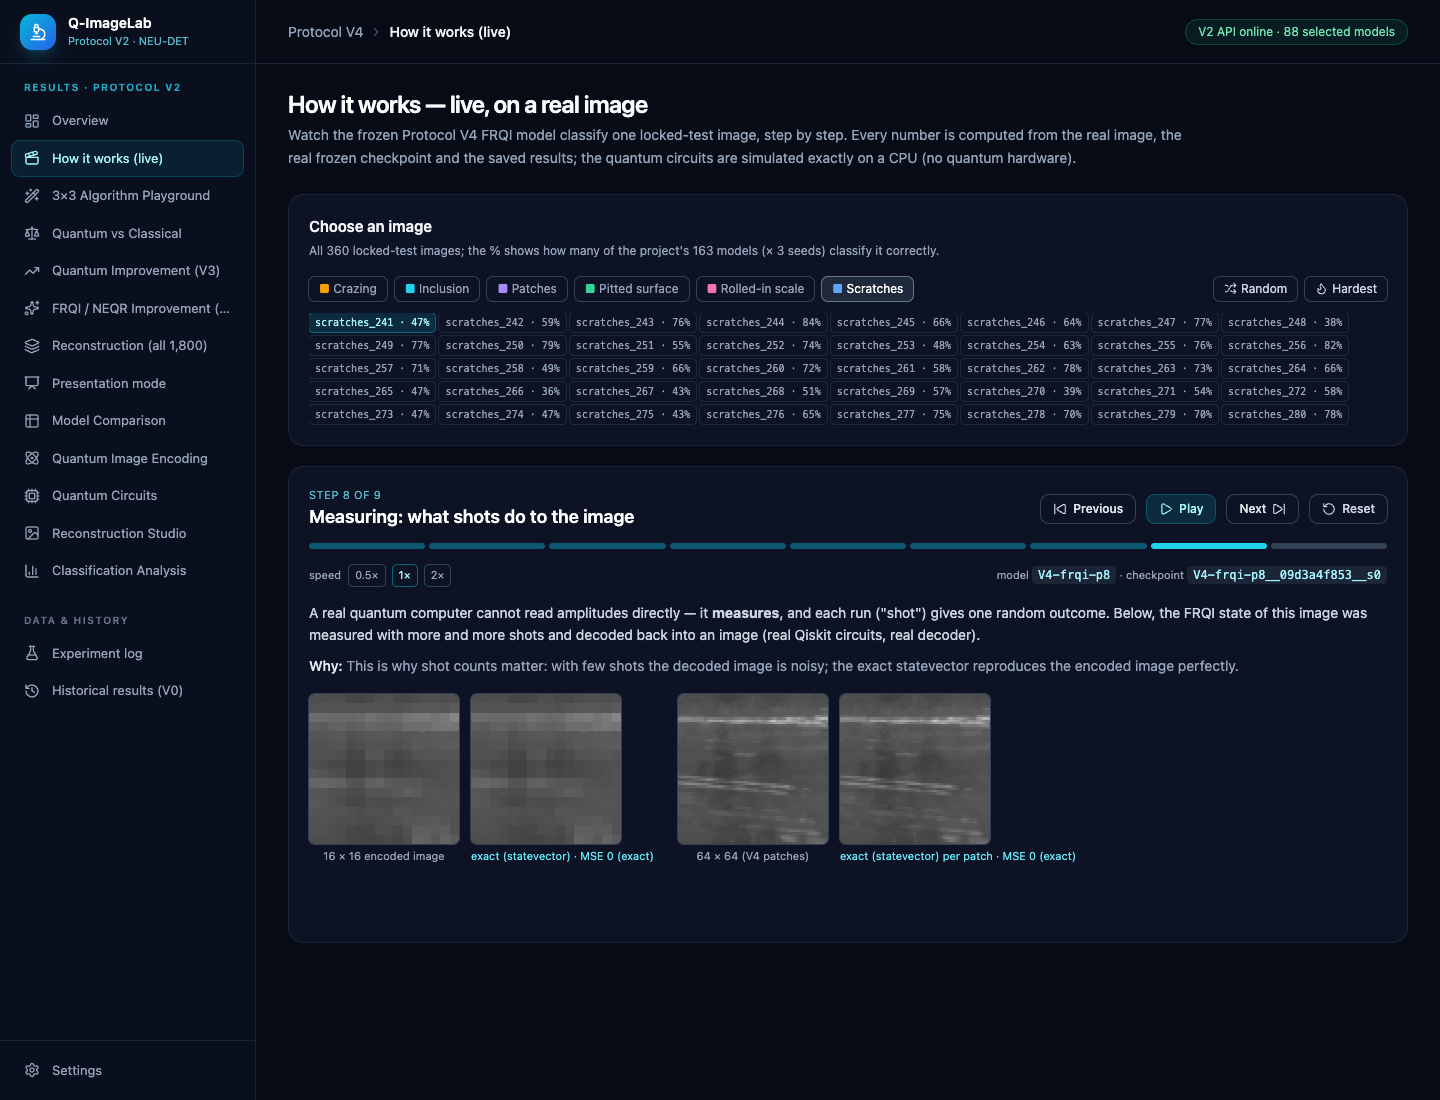 Q-ImageLab
Protocol V2 · NEU-DET
RESULTS · PROTOCOL V2
Overview
How it works (live)
3×3 Algorithm Playground
Quantum vs Classical
Quantum Improvement (V3)
FRQI / NEQR Improvement (...
Reconstruction (all 1,800)
Presentation mode
Model Comparison
Quantum Image Encoding
Quantum Circuits
Reconstruction Studio
Classification Analysis
DATA & HISTORY
Experiment log
Historical results (V0)
Settings
Protocol V4 > How it works (live)
V2 API online · 88 selected models
How it works — live, on a real image
Watch the frozen Protocol V4 FRQI model classify one locked-test image, step by step. Every number is computed from the real image, the
real frozen checkpoint and the saved results; the quantum circuits are simulated exactly on a CPU (no quantum hardware).
Choose an image
All 360 locked-test images; the % shows how many of the project's 163 models (× 3 seeds) classify it correctly.
Crazing Inclusion Patches Pitted surface Rolled-in scale Scratches Random Hardest
scratches_241 · 47% scratches_242 · 59% scratches_243 · 76% scratches_244 · 84% scratches_245 · 66% scratches_246 · 64% scratches_247 · 77% scratches_248 · 38%
scratches_249 · 77% scratches_250 · 79% scratches_251 · 55% scratches_252 · 74% scratches_253 · 48% scratches_254 · 63% scratches_255 · 76% scratches_256 · 82%
scratches_257 · 71% scratches_258 · 49% scratches_259 · 66% scratches_260 · 72% scratches_261 · 58% scratches_262 · 78% scratches_263 · 73% scratches_264 · 66%
scratches_265 · 47% scratches_266 · 36% scratches_267 · 43% scratches_268 · 51% scratches_269 · 57% scratches_270 · 39% scratches_271 · 54% scratches_272 · 58%
scratches_273 · 47% scratches_274 · 47% scratches_275 · 43% scratches_276 · 65% scratches_277 · 75% scratches_278 · 70% scratches_279 · 70% scratches_280 · 78%
STEP 8 OF 9
Measuring: what shots do to the image
Previous Play Next Reset
speed 0.5× 1× 2×
model V4-frqi-p8 · checkpoint V4-frqi-p8__09d3a4f853__s0
A real quantum computer cannot read amplitudes directly — it measures, and each run ("shot") gives one random outcome. Below, the FRQI state of this image was
measured with more and more shots and decoded back into an image (real Qiskit circuits, real decoder).
Why: This is why shot counts matter: with few shots the decoded image is noisy; the exact statevector reproduces the encoded image perfectly.
16 × 16 encoded image
exact (statevector) · MSE 0 (exact)
64 × 64 (V4 patches)
exact (statevector) per patch · MSE 0 (exact)